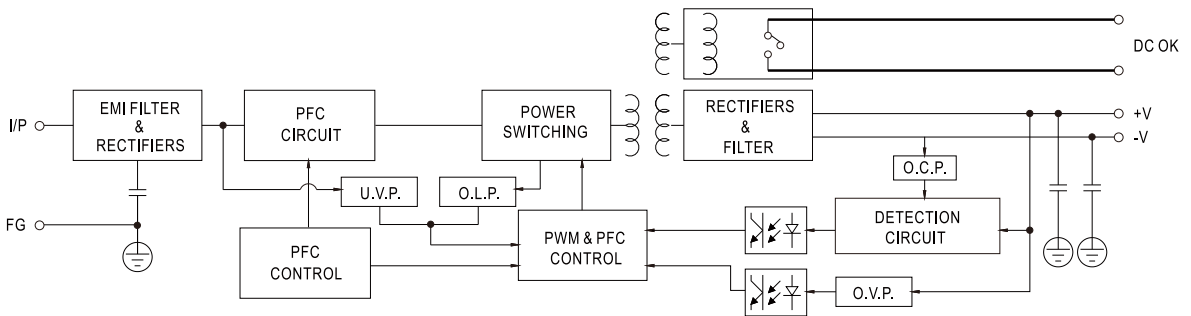 DC OK
I/P
EMI FILTER
&
RECTIFIERS
PFC
CIRCUIT
POWER
SWITCHING
RECTIFIERS
&
FILTER
+V
-V
O.C.P.
U.V.P.
O.L.P.
FG
PFC
CONTROL
PWM & PFC
CONTROL
DETECTION
CIRCUIT
O.V.P.